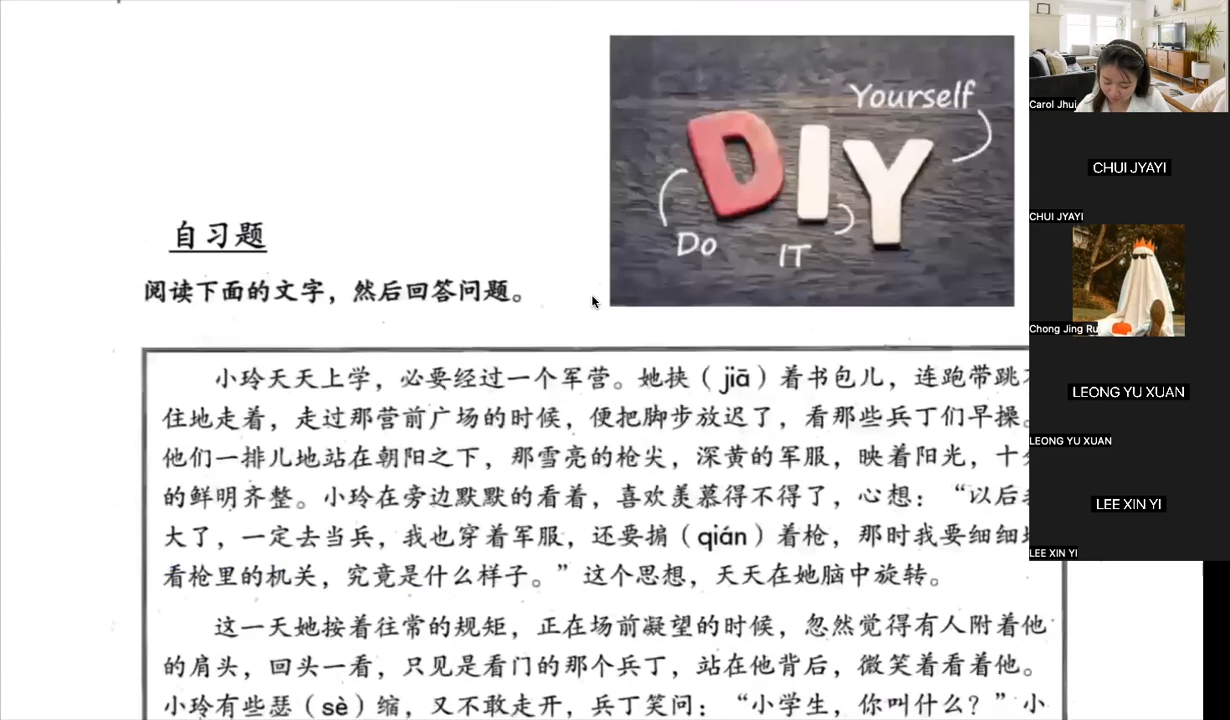 Yourself
DIY
Do
IT
自习题
阅读下面的文字，然后回答问题。
小玲天天上学，必要经过一个军营。她挟（jiā）着书包儿，连跑带跳
住地走着，走过那营前广场的时候，便把脚步放迟了，看那些兵丁们早操。
他们一排儿地站在朝阳之下，那雪亮的枪尖，深黄的军服，映着阳光，十
的鲜明齐整。小玲在旁边默默的看着，喜欢羡慕得不得了，心想：“以后
大了，一定去当兵，我也穿着军服，还要掮（qián）着枪，那时我要细细
看枪里的机关，究竟是什么样子。”这个思想，天天在她脑中旋转。
这一天她按着往常的规矩，正在场前凝望的时候，忽然觉得有人附着他
的肩头，回头一看，只见是看门的那个兵丁，站在他背后，微笑着看着他。
小玲有些瑟（sè）缩，又不敢走开，兵丁笑问：“小学生，你叫什么？”小
Carol Jhui
CHUI JYAYI
CHUI JYAYI
Chong Jing Ru
LEONG YU XUAN
LEONG YU XUAN
LEE XIN YI
LEE XIN YI